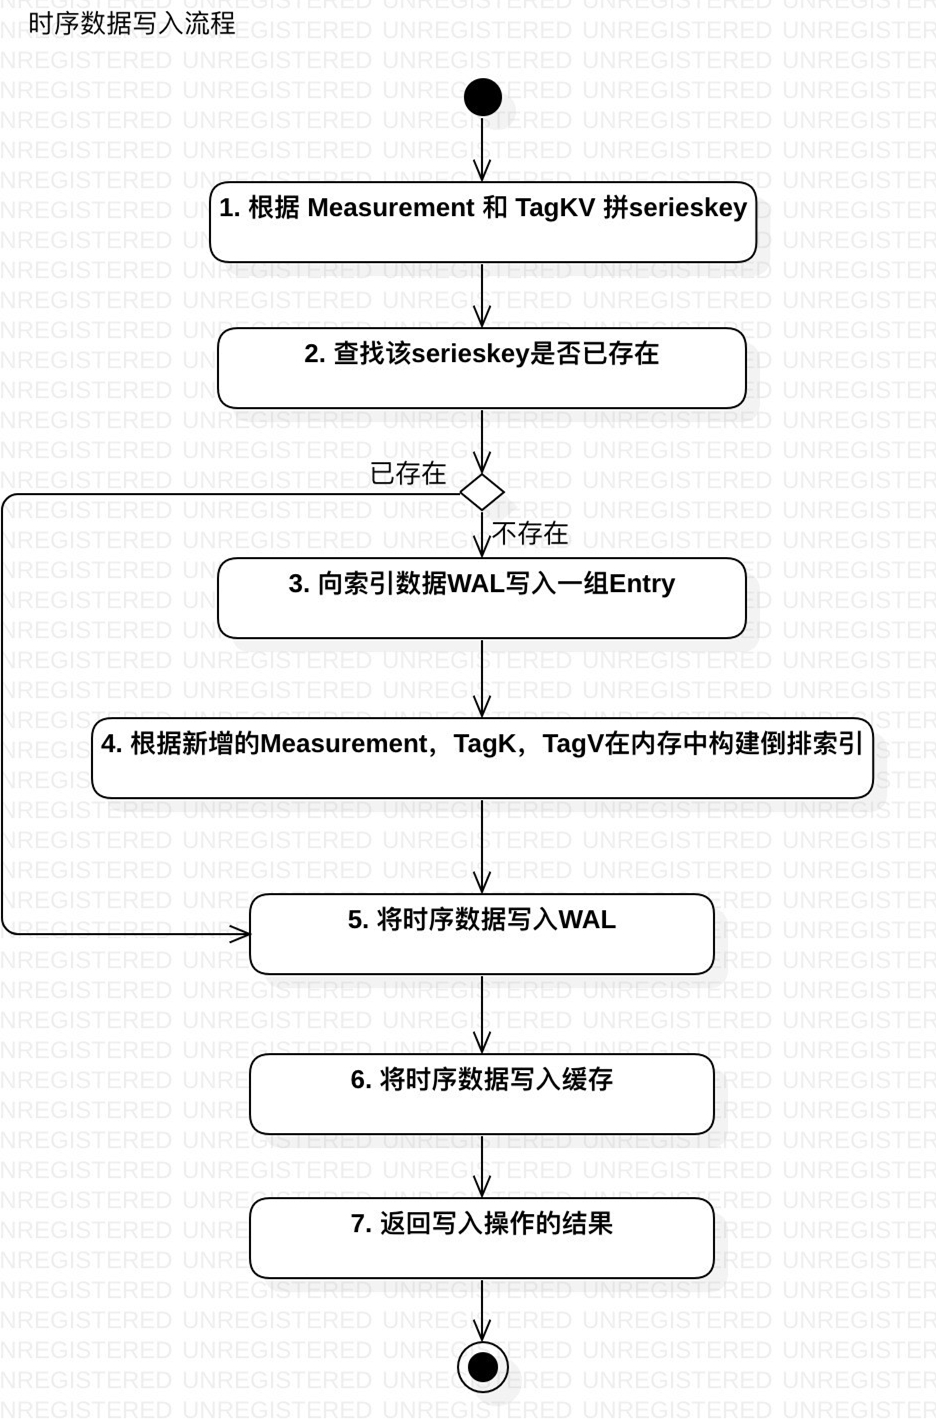 时序数据写入流程
1. 根据 Measurement 和 TagKV 拼serieskey
2. 查找该serieskey是否已存在
已存在
不存在
3. 向索引数据WAL写入一组Entry
4. 根据新增的Measurement，TagK，TagV在内存中构建倒排索引
5. 将时序数据写入WAL
6. 将时序数据写入缓存
7. 返回写入操作的结果